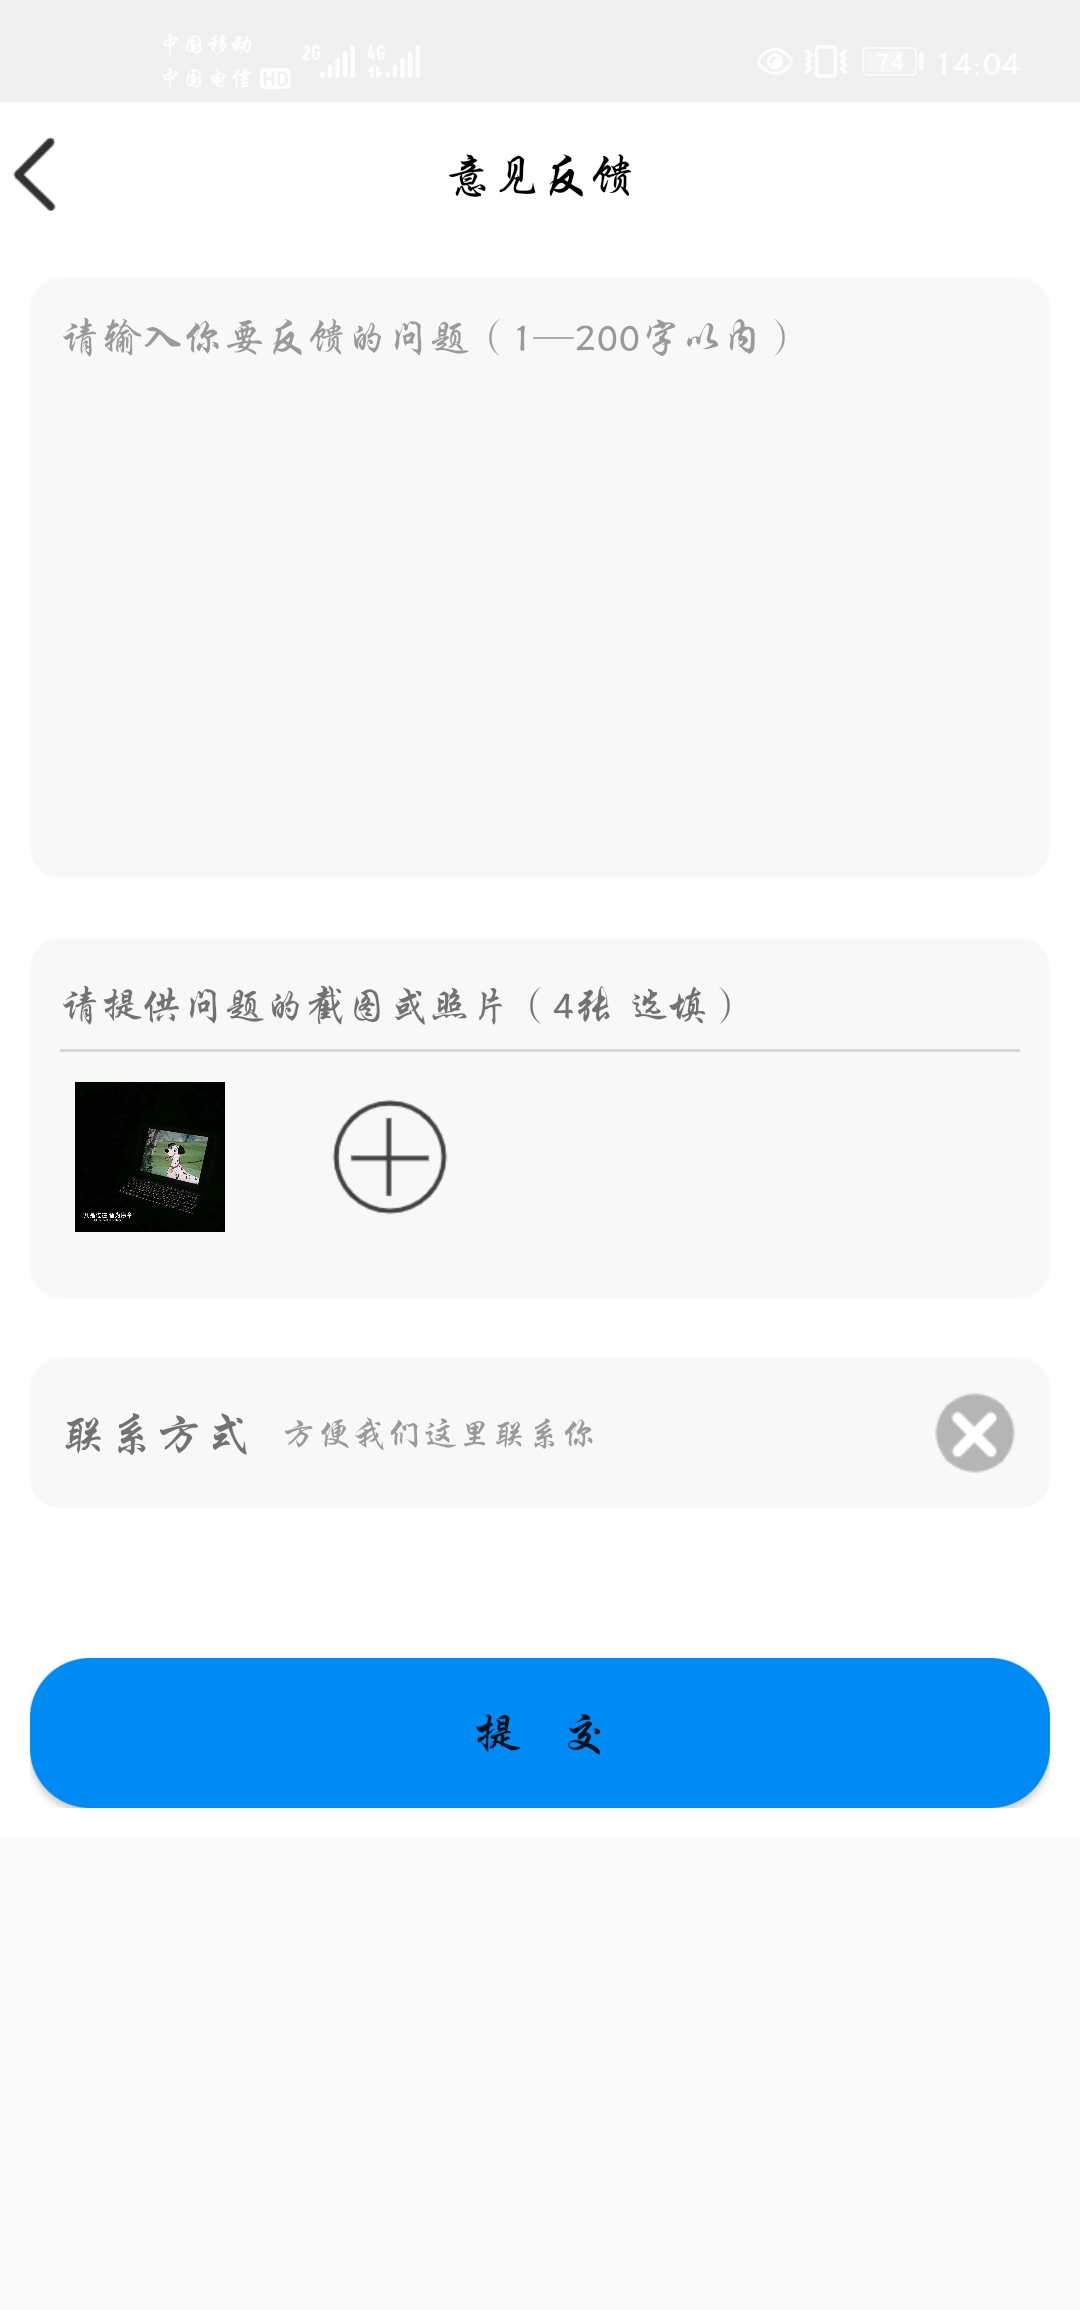 中国移动
中国电信 HD 2G 4G 74 14:04
意见反馈
请输入你要反馈的问题（1—200字以内）
请提供问题的截图或照片（4张 选填）
联系方式 方便我们这里联系你
提 交